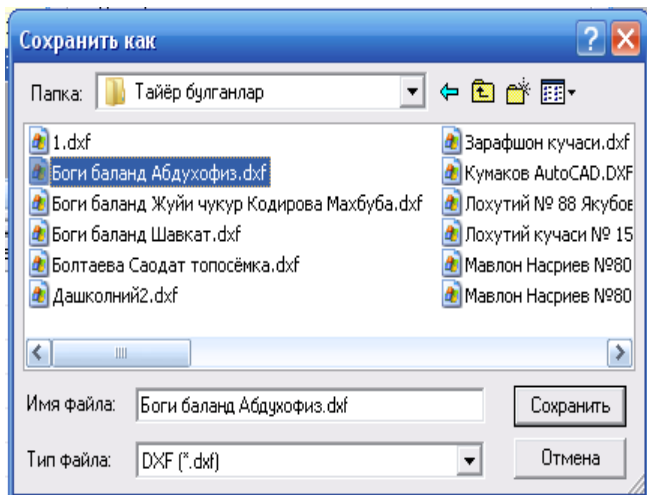 Сохранить как
Папка: Тайёр булганлар
1.dxf
Боги баланд Абдухофиз.dxf
Боги баланд Жуйи чукур Кодирова Махбуба.dxf
Боги баланд Шавкат.dxf
Болтаева Саодат топосёмка.dxf
Дашколний2.dxf
Зарафшон кучаси.dxf
Кумаков AutoCAD.DXF
Лохутий № 88 Якубов
Лохутий кучаси № 15
Мавлон Насриев №80
Мавлон Насриев №80
Имя файла: Боги баланд Абдухофиз.dxf
Сохранить
Тип файла: DXF (*.dxf)
Отмена